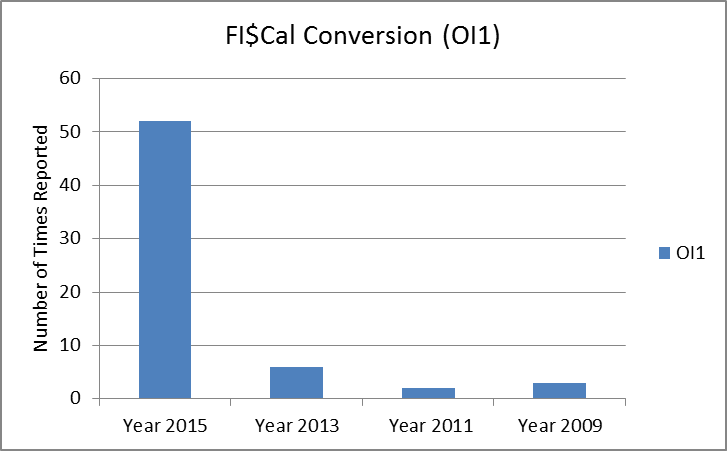 FI$Cal Conversion (OI1)
Number of Times Reported
60
50
40
30
20
10
0
Year 2015 Year 2013 Year 2011 Year 2009
OI1